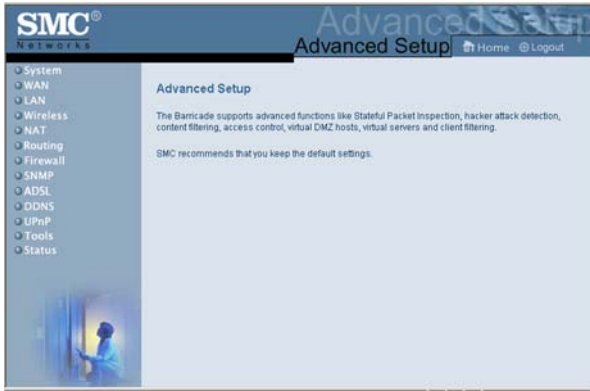 SMC®
Networks
Advanced Setup
Advanced Setup
Home
Logout
System
WAN
LAN
Wireless
NAT
Routing
Firewall
SNMP
ADSL
DDNS
UPnP
Tools
Status
Advanced Setup
The Barricade supports advanced functions like Stateful Packet Inspection, hacker attack detection,
content filtering, access control, virtual DMZ hosts, virtual servers and client filtering.
SMC recommends that you keep the default settings.